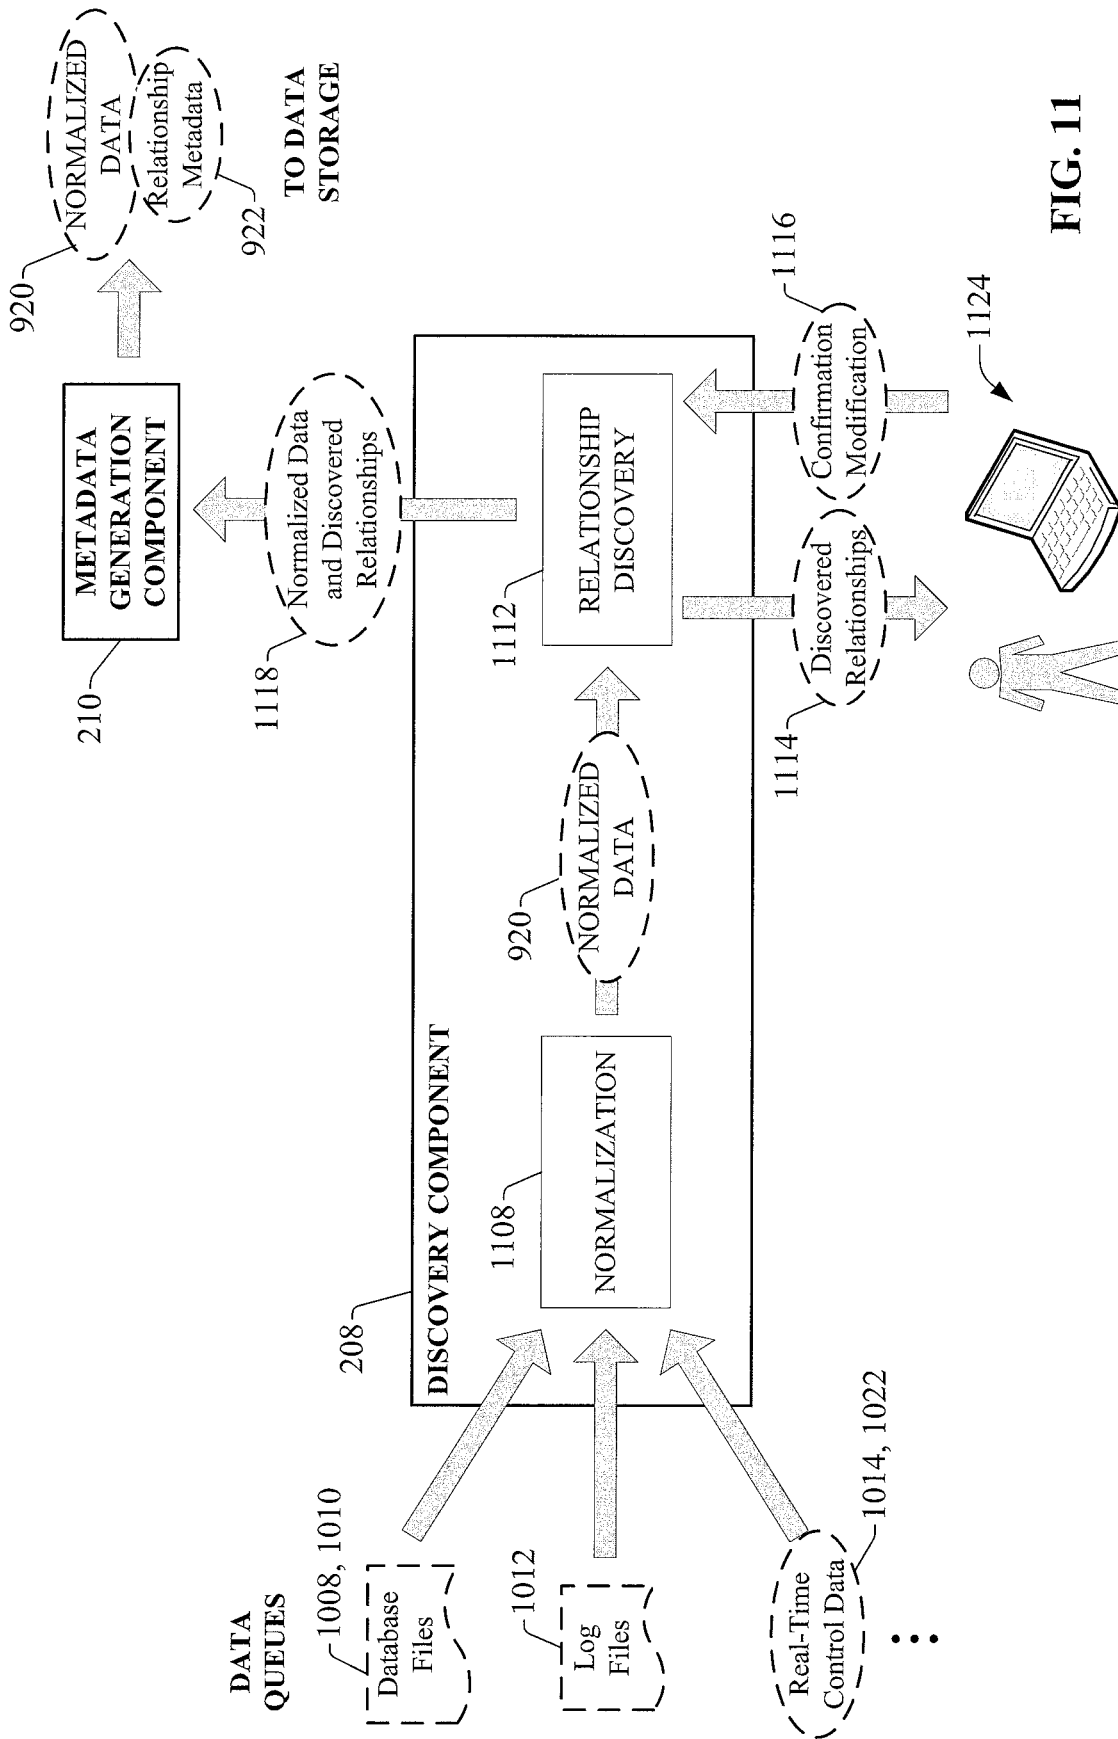 DATA
QUEUES
1008, 1010
Database
Files
1012
Log
Files
Real-Time
Control Data
1014, 1022
208
DISCOVERY COMPONENT
1108
NORMALIZATION
920
NORMALIZED
DATA
1112
RELATIONSHIP
DISCOVERY
1114
Discovered
Relationships
1116
Confirmation
Modification
1124
1118
Normalized Data
and Discovered
Relationships
210
METADATA
GENERATION
COMPONENT
920
NORMALIZED
DATA
Relationship
Metadata
922
TO DATA
STORAGE
FIG. 11